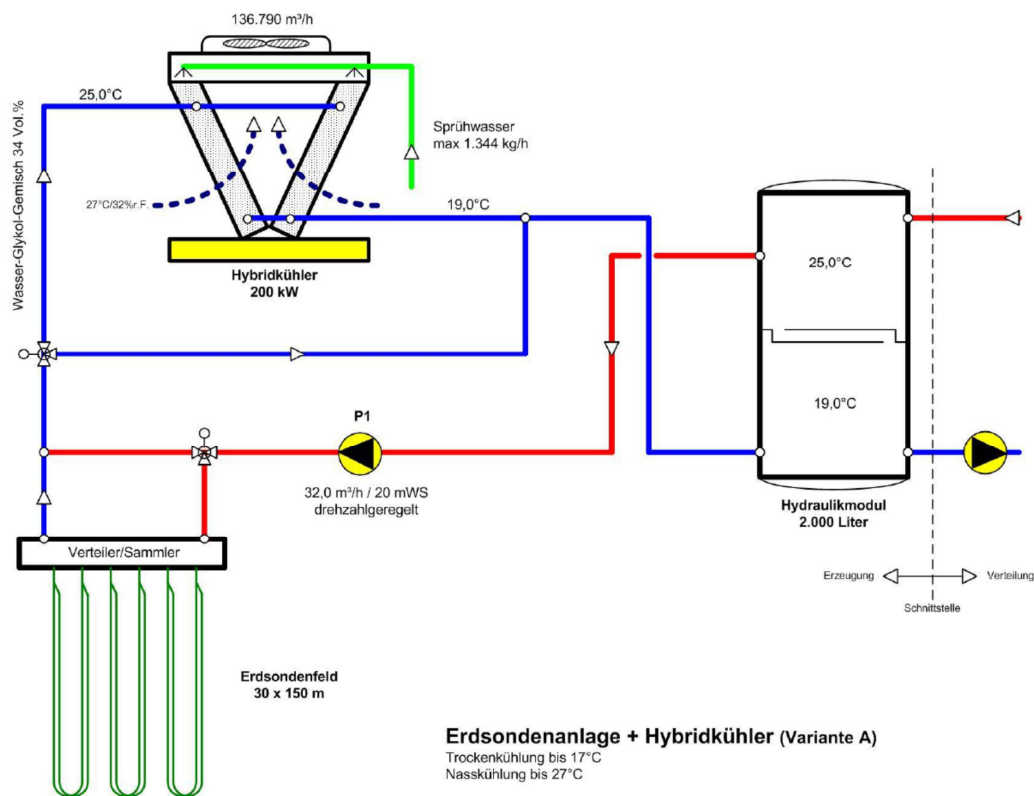 136.790 m³/h
25,0°C
Wasser-Glykol-Gemisch 34 Vol.%
Sprühwasser
max 1.344 kg/h
27°C/32%r.F.
19,0°C
Hybridkühler
200 kW
25,0°C
19,0°C
P1
32,0 m³/h / 20 mWS
drehzahlgeregelt
Hydraulikmodul
2.000 Liter
Verteiler/Sammler
Erzeugung
Verteilung
Schnittstelle
Erdsondenfeld
30 x 150 m
Erdsondenanlage + Hybridkühler (Variante A)
Trockenkühlung bis 17°C
Nasskühlung bis 27°C